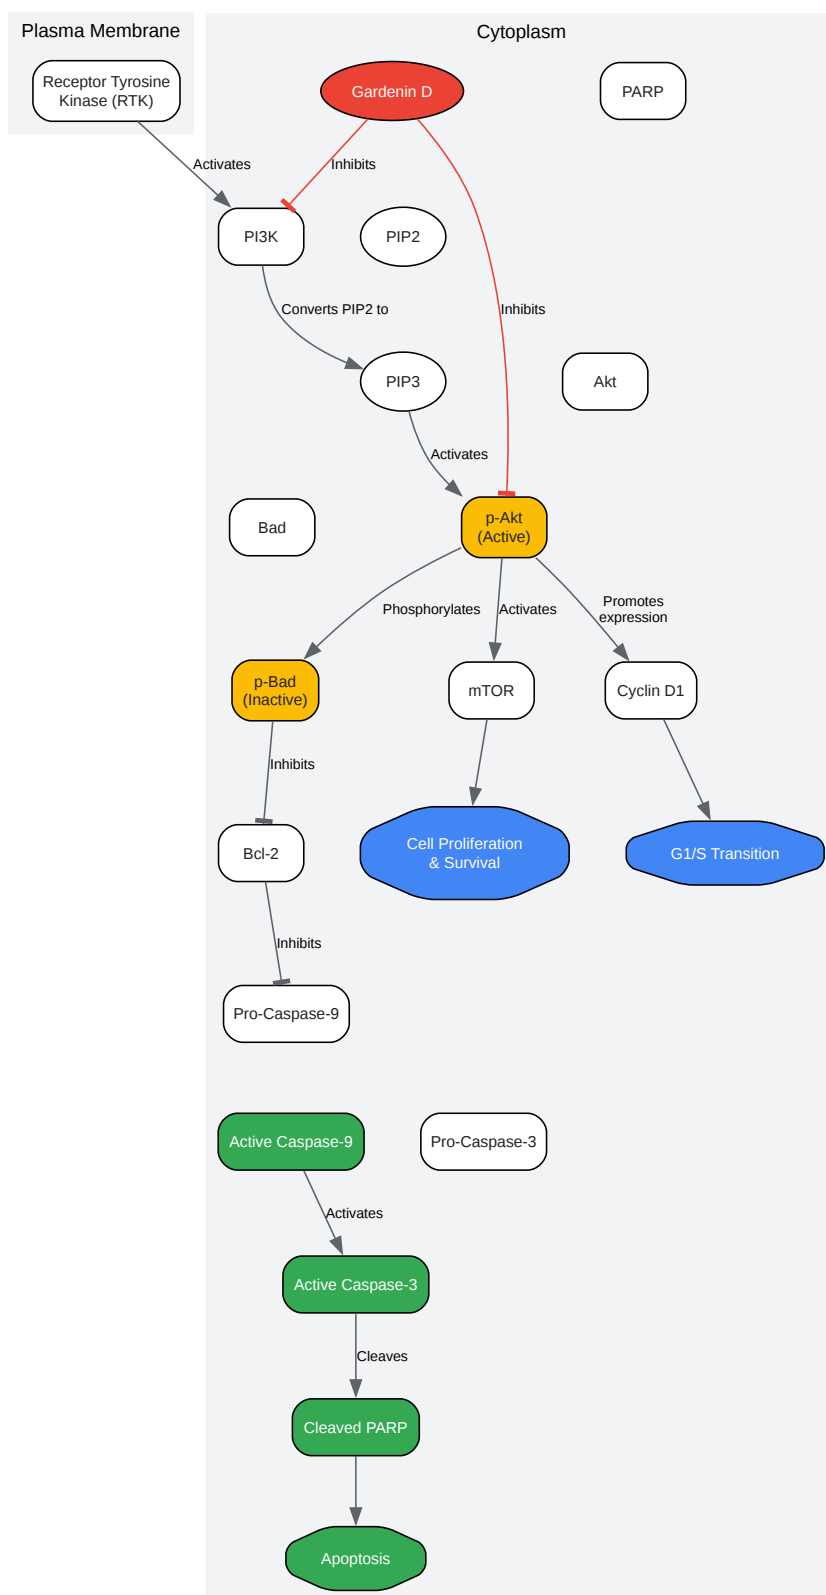 Plasma Membrane
Cytoplasm
Receptor Tyrosine
Kinase (RTK)
Gardenin D
PARP
Activates
Inhibits
PI3K
PIP2
Converts PIP2 to
Inhibits
PIP3
Akt
Activates
Bad
p-Akt
(Active)
Phosphorylates
Activates
Promotes
expression
p-Bad
(Inactive)
mTOR
Cyclin D1
Inhibits
Bcl-2
Cell Proliferation
& Survival
G1/S Transition
Inhibits
Pro-Caspase-9
Active Caspase-9
Pro-Caspase-3
Activates
Active Caspase-3
Cleaves
Cleaved PARP
Apoptosis